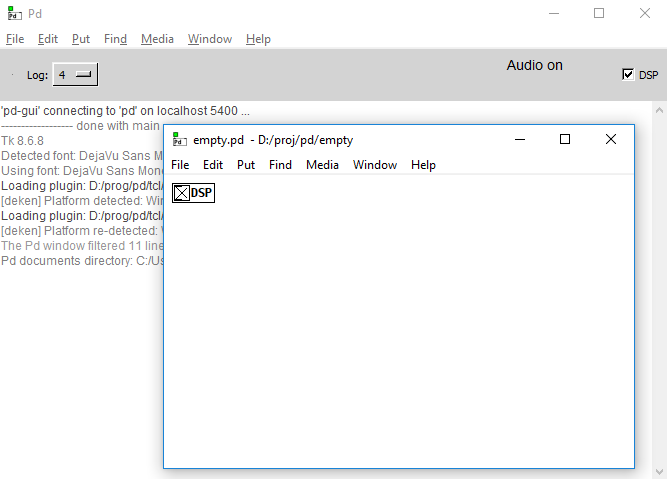 Pd
File Edit Put Find Media Window Help
Log: 4 Audio on DSP
'pd-gui' connecting to 'pd' on localhost 5400 ...
------------------ done with main
Tk 8.6.8
Detected font: DejaVu Sans M
Using font: DejaVu Sans Mono
Loading plugin: D:/prog/pd/tcl/
[deken] Platform detected: Win
Loading plugin: D:/prog/pd/tcl/
[deken] Platform re-detected:
The Pd window filtered 11 line
Pd documents directory: C:/Us
empty.pd - D:/proj/pd/empty
File Edit Put Find Media Window Help
DSP